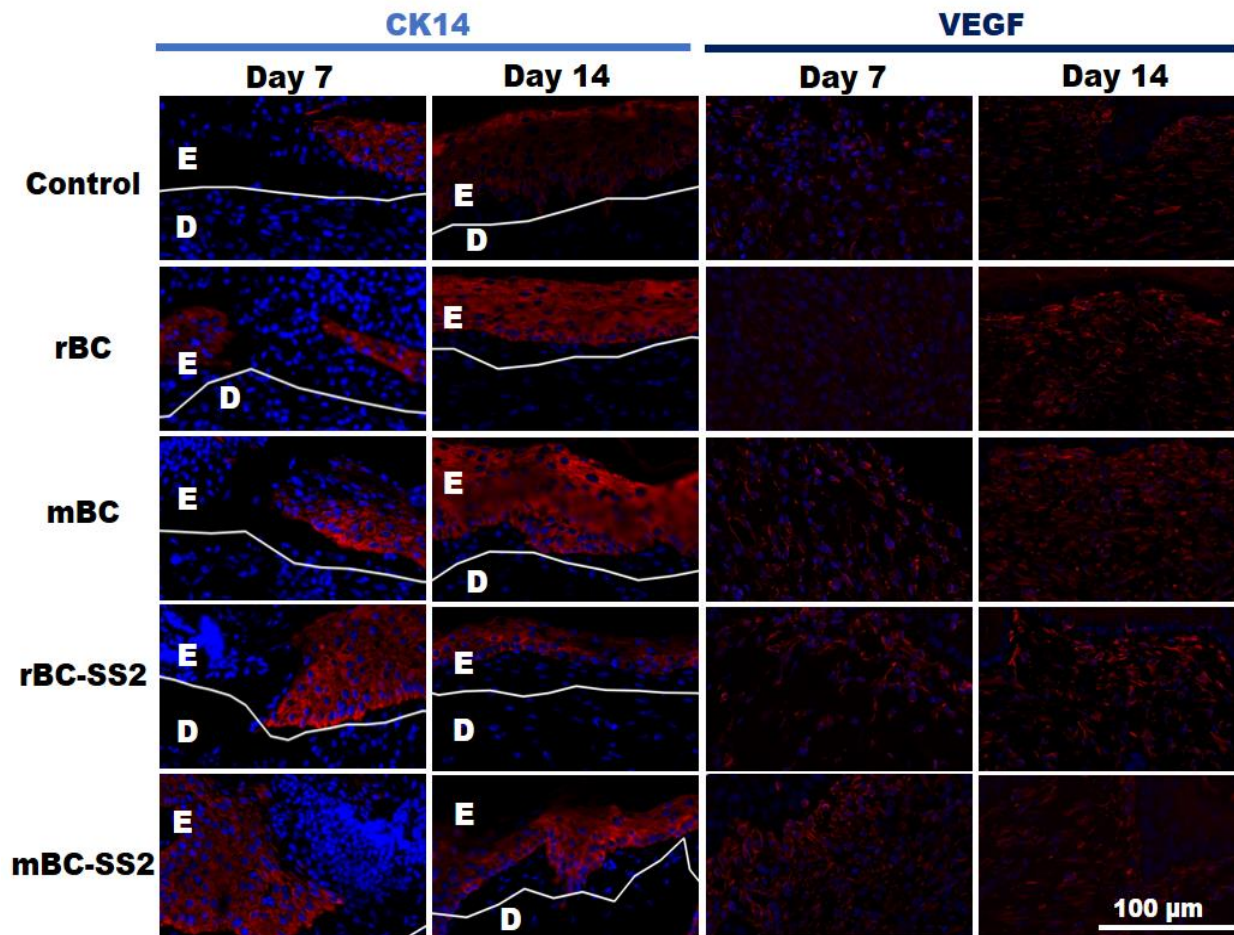 CK14 VEGF
Day 7 Day 14 Day 7 Day 14
Control E D E D
rBC E D E
mBC E E D
rBC-SS2 E D E D
mBC-SS2 E E D
100 µm